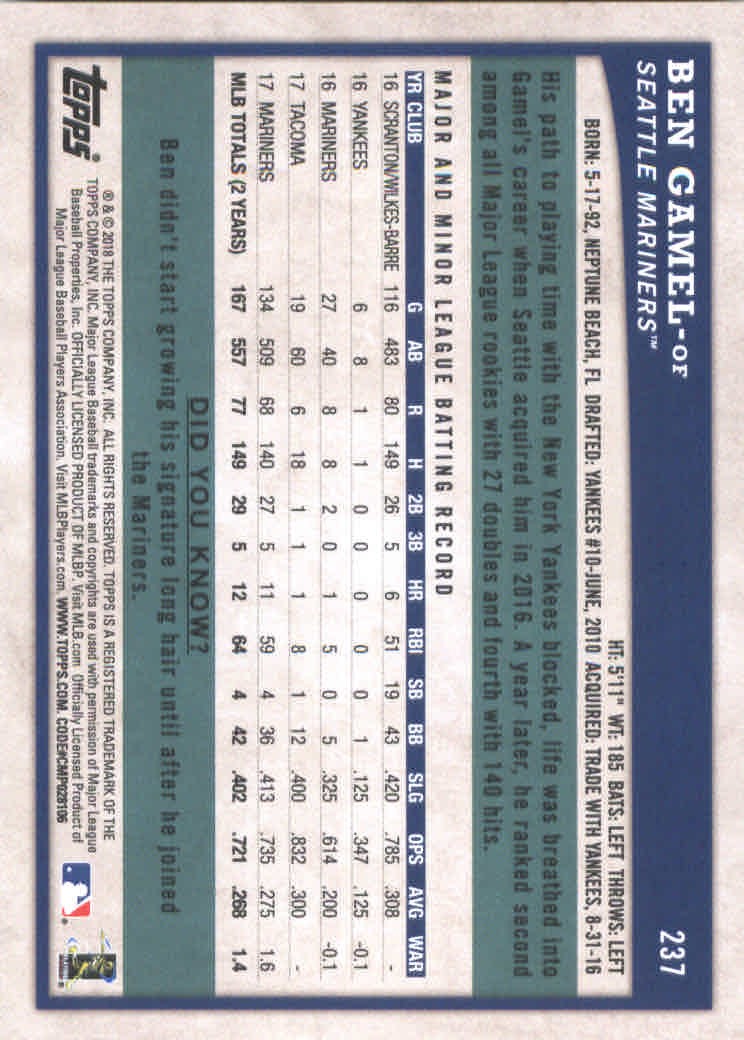 BEN GAMEL-OF
SEATTLE MARINERS™
237
HT: 5'11" WT: 185 BATS: LEFT THROWS: LEFT
BORN: 5-17-92, NEPTUNE BEACH, FL DRAFTED: YANKEES #10-JUNE, 2010 ACQUIRED: TRADE WITH YANKEES, 8-31-16
His path to playing time with the New York Yankees blocked, life was breathed into
Gamel's career when Seattle acquired him in 2016. A year later, he ranked second
among all Major League rookies with 27 doubles and fourth with 140 hits.
MAJOR AND MINOR LEAGUE BATTING RECORD
YR CLUB G AB R H 2B 3B HR RBI SB BB SLG OPS AVG WAR
16 SCRANTON/WILKES-BARRE 116 483 80 149 26 5 6 51 19 43 .420 .785 .308 -
16 YANKEES 6 8 1 1 0 0 0 0 0 1 .125 .347 .125 -0.1
16 MARINERS 27 40 8 8 2 0 1 5 0 5 .325 .614 .200 -0.1
17 TACOMA 19 60 6 18 1 1 1 8 1 12 .400 .832 .300 -
17 MARINERS 134 509 68 140 27 5 11 59 4 36 .413 .735 .275 1.6
MLB TOTALS (2 YEARS) 167 557 77 149 29 5 12 64 4 42 .402 .721 .268 1.4
DID YOU KNOW?
Ben didn't start growing his signature long hair until after he joined
the Mariners.
topps®
® & © 2018 THE TOPPS COMPANY, INC. ALL RIGHTS RESERVED. TOPPS IS A REGISTERED TRADEMARK OF THE
TOPPS COMPANY, INC. Major League Baseball trademarks and copyrights are used with permission of Major League
Baseball Properties, Inc. OFFICIALLY LICENSED PRODUCT OF MLBP. Visit MLB.com Officially Licensed Product of
Major League Baseball Players Association. Visit MLBPlayers.com. WWW.TOPPS.COM. CODE#CMP028106